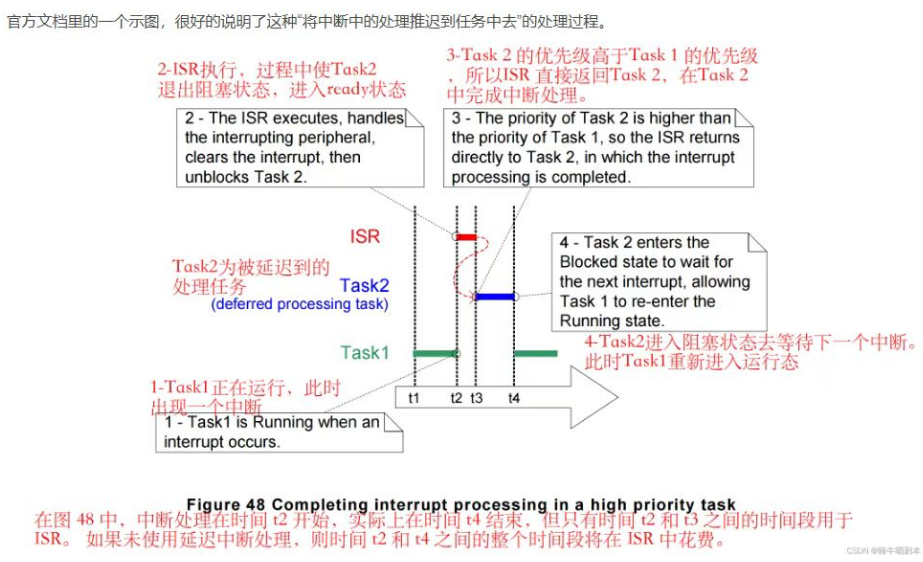 官方文档里的一个示图，很好的说明了这种“将中断中的处理推迟到任务中去”的处理过程。
2-ISR执行，过程中使Task2
退出阻塞状态，进入ready状态
3-Task 2 的优先级高于Task 1 的优先级
，所以ISR 直接返回Task 2，在Task 2
中完成中断处理。
2 - The ISR executes, handles
the interrupting peripheral,
clears the interrupt, then
unblocks Task 2.
3 - The priority of Task 2 is higher than
the priority of Task 1, so the ISR returns
directly to Task 2, in which the interrupt
processing is completed.
ISR
Task2为被延迟到的
处理任务
Task2
(deferred processing task)
4 - Task 2 enters the
Blocked state to wait for
the next interrupt, allowing
Task 1 to re-enter the
Running state.
4-Task2进入阻塞状态去等待下一个中断。
此时Task1重新进入运行态
Task1
1-Task1正在运行，此时
出现一个中断
t1 t2 t3 t4
1 - Task1 is Running when an
interrupt occurs.
Figure 48 Completing interrupt processing in a high priority task
在图 48 中，中断处理在时间 t2 开始，实际上在时间 t4 结束，但只有时间 t2 和 t3 之间的时间段用于
ISR。 如果未使用延迟中断处理，则时间 t2 和 t4 之间的整个时间段将在 ISR 中花费。